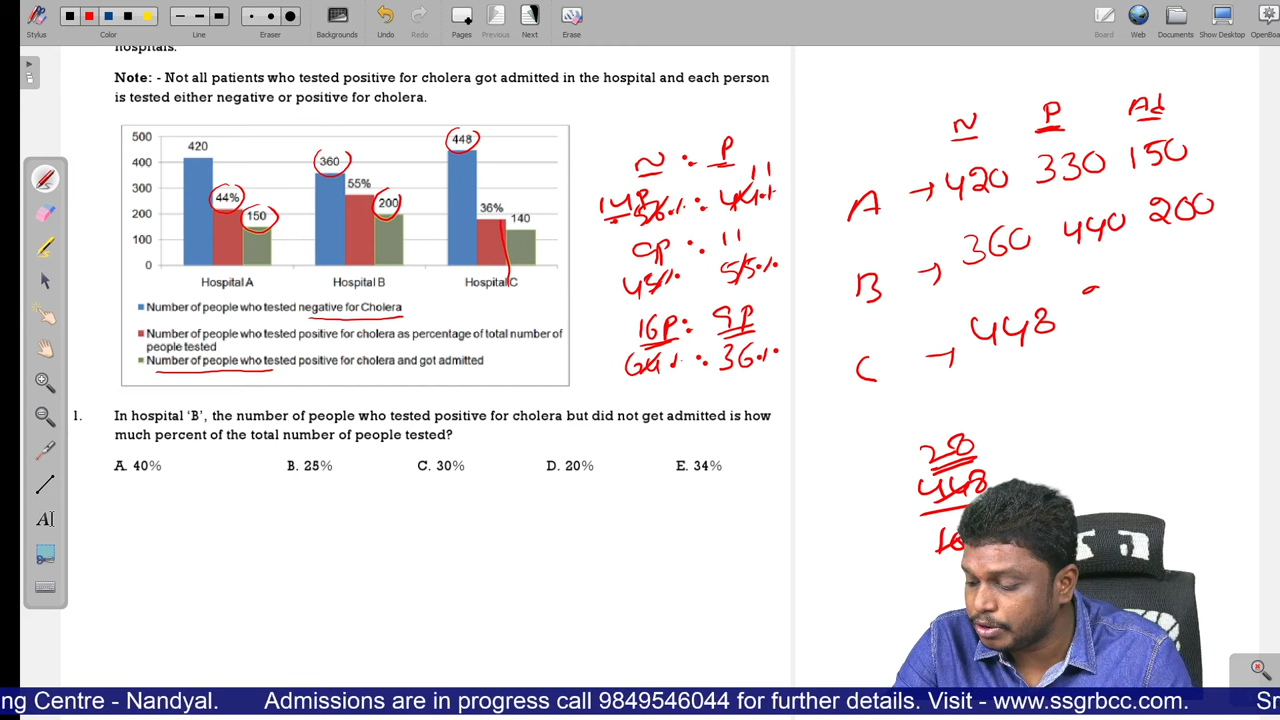 Stylus Color Line Eraser Backgrounds Undo Redo Pages Previous Next Erase Board Web Documents Show Desktop
hospitals.
Note: - Not all patients who tested positive for cholera got admitted in the hospital and each person
is tested either negative or positive for cholera.
500
400
300
200
100
0
420 44% 150
360 55% 200
448 36% 140
Hospital A Hospital B Hospital C
Number of people who tested negative for Cholera
Number of people who tested positive for cholera as percentage of total number of
people tested
Number of people who tested positive for cholera and got admitted
N : P
14P : 11
56% : 44%
9P : 11
45% 55%
16P : 9P
64% : 36%
N P Ad
A → 420 330 150
B → 360 440 200
C → 448
448
1. In hospital ‘B’, the number of people who tested positive for cholera but did not get admitted is how
much percent of the total number of people tested?
A. 40% B. 25% C. 30% D. 20% E. 34%
ng Centre - Nandyal. Admissions are in progress call 9849546044 for further details. Visit - www.ssgrbcc.com. Sr